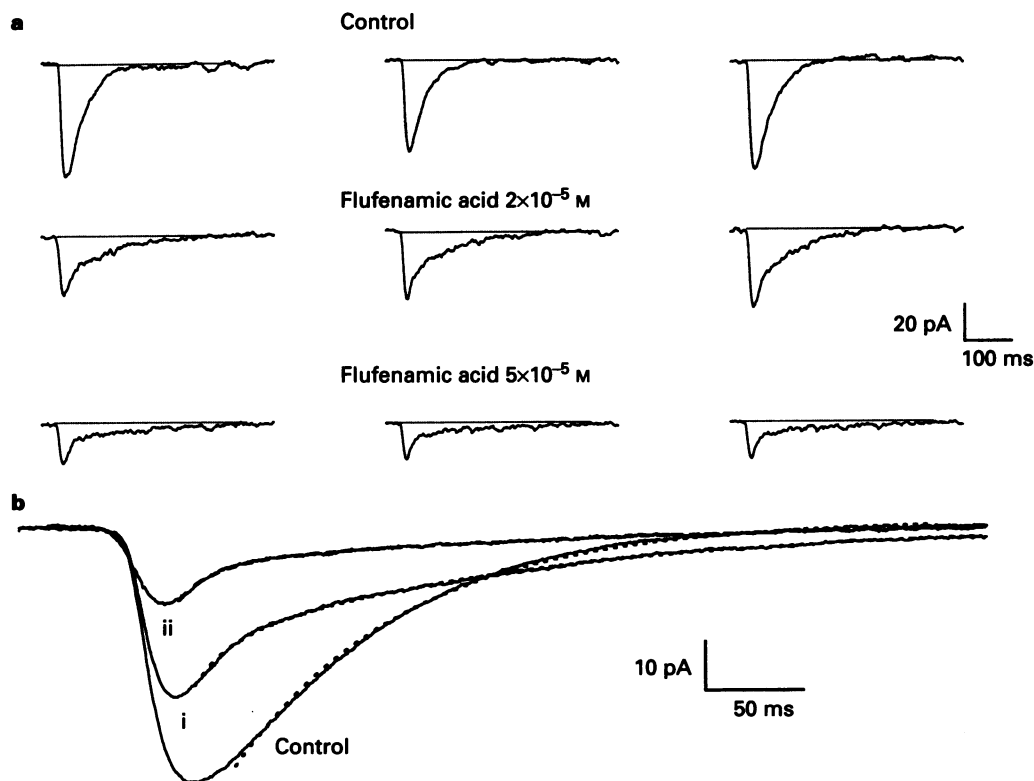 a
Control
Flufenamic acid 2×10⁻⁵ M
20 pA
100 ms
Flufenamic acid 5×10⁻⁵ M
b
ii
i
Control
10 pA
50 ms